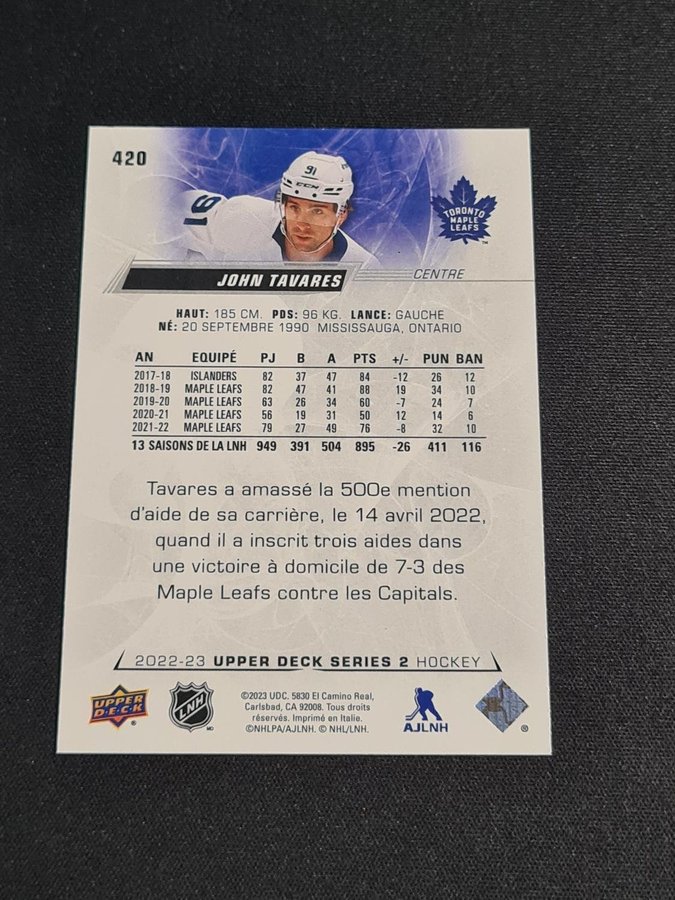 420
91
CCM
91
TORONTO
MAPLE
LEAFS
TM
JOHN TAVARES
CENTRE
HAUT: 185 CM. PDS: 96 KG. LANCE: GAUCHE
NÉ: 20 SEPTEMBRE 1990 MISSISSAUGA, ONTARIO
AN EQUIPÉ PJ B A PTS +/- PUN BAN
2017-18 ISLANDERS 82 37 47 84 -12 26 12
2018-19 MAPLE LEAFS 82 47 41 88 19 34 10
2019-20 MAPLE LEAFS 63 26 34 60 -7 24 7
2020-21 MAPLE LEAFS 56 19 31 50 12 14 6
2021-22 MAPLE LEAFS 79 27 49 76 -8 32 10
13 SAISONS DE LA LNH 949 391 504 895 -26 411 116
Tavares a amassé la 500e mention
d'aide de sa carrière, le 14 avril 2022,
quand il a inscrit trois aides dans
une victoire à domicile de 7-3 des
Maple Leafs contre les Capitals.
2022-23 UPPER DECK SERIES 2 HOCKEY
UPPER
D·E·C·K
®
LNH
MD
©2023 UDC, 5830 El Camino Real,
Carlsbad, CA 92008. Tous droits
réservés. Imprimé en Italie.
©NHLPA/AJLNH. © NHL/LNH.
AJLNH
®